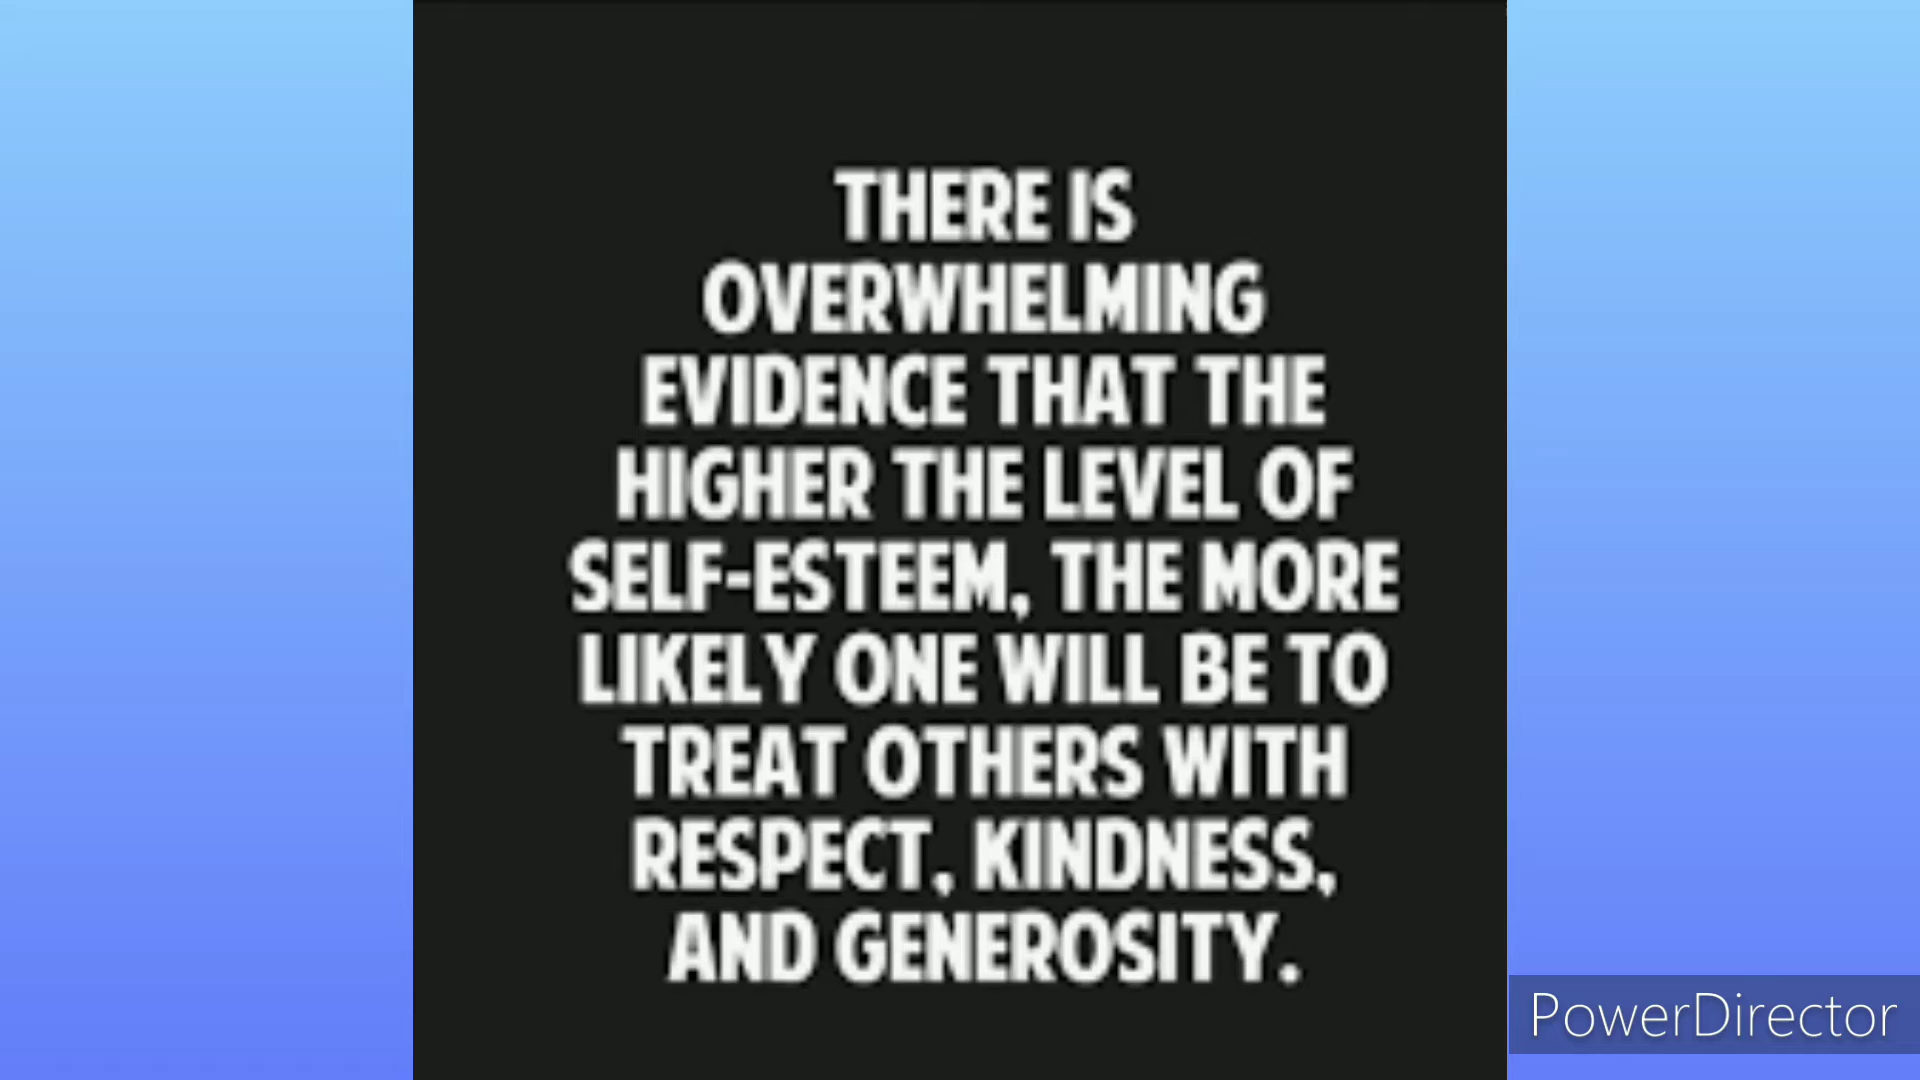 THERE IS
OVERWHELMING
EVIDENCE THAT THE
HIGHER THE LEVEL OF
SELF-ESTEEM, THE MORE
LIKELY ONE WILL BE TO
TREAT OTHERS WITH
RESPECT, KINDNESS,
AND GENEROSITY.
PowerDirector